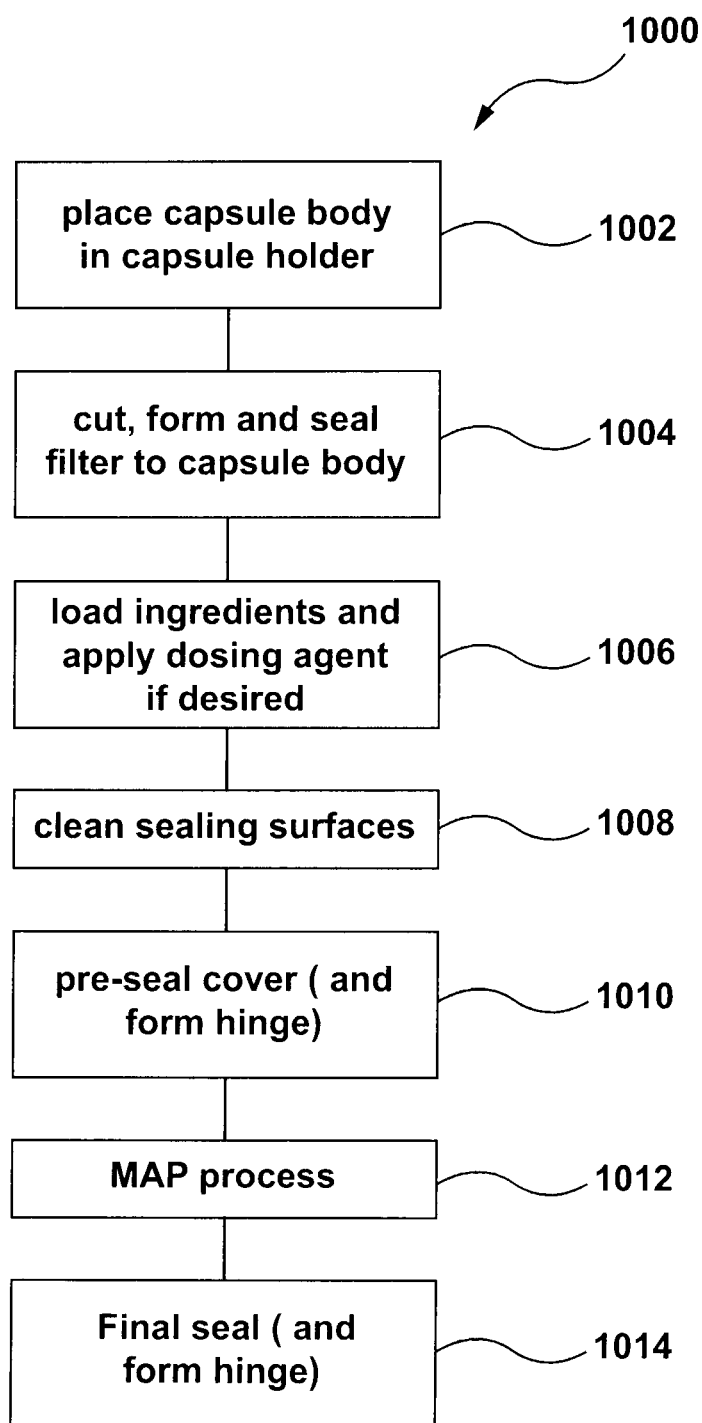 1000
place capsule body
in capsule holder
1002
cut, form and seal
filter to capsule body
1004
load ingredients and
apply dosing agent
if desired
1006
clean sealing surfaces
1008
pre-seal cover ( and
form hinge)
1010
MAP process
1012
Final seal ( and
form hinge)
1014